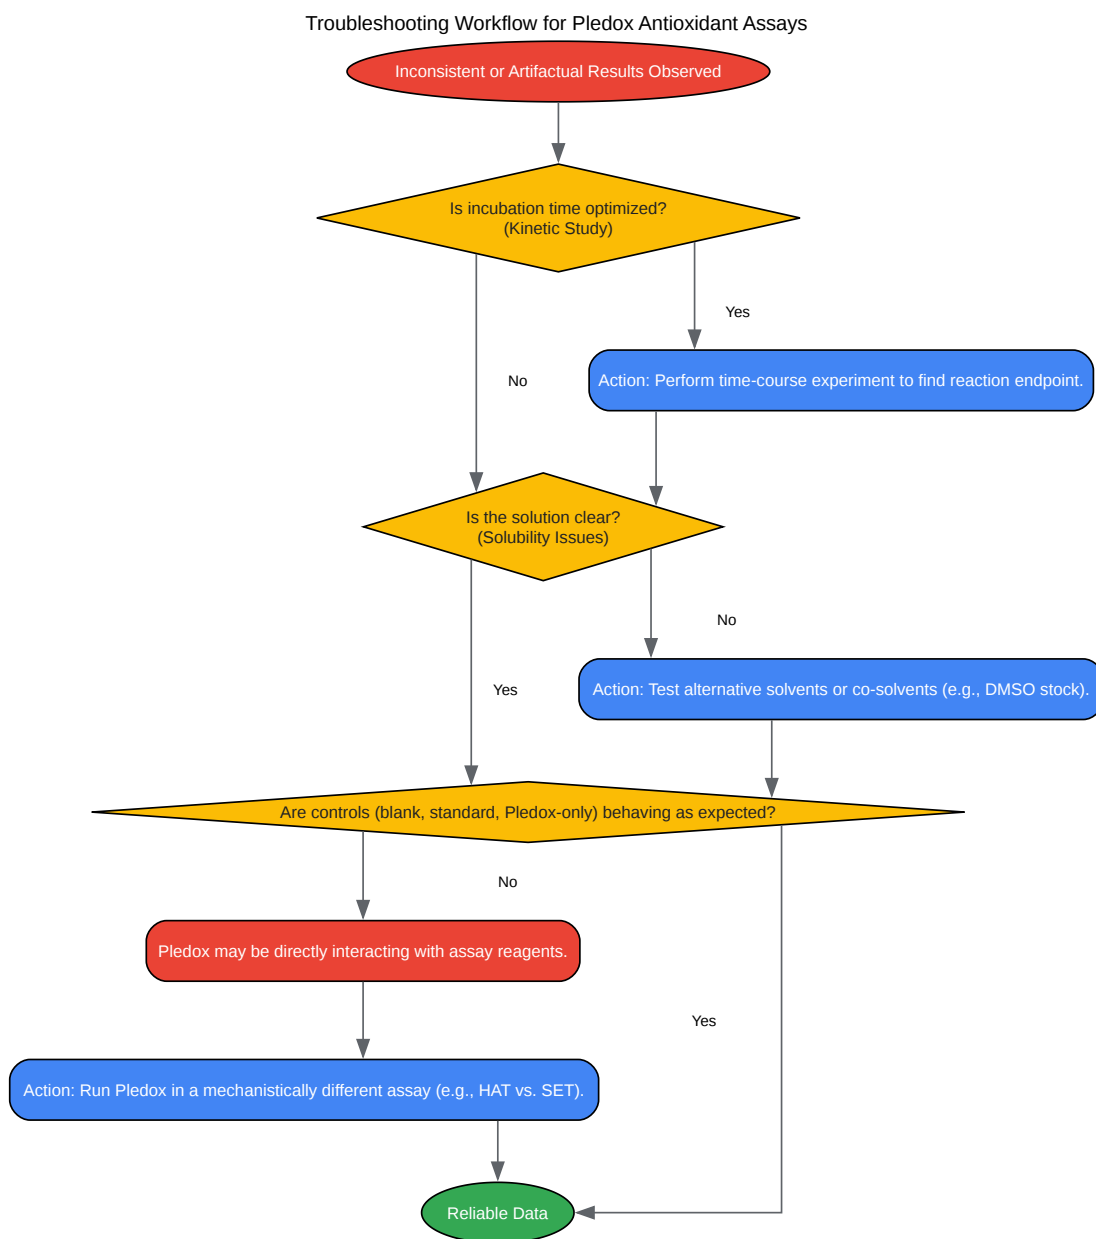 Troubleshooting Workflow for Pledox Antioxidant Assays
Inconsistent or Artifactual Results Observed
Is incubation time optimized?
(Kinetic Study)
Yes
No
Action: Perform time-course experiment to find reaction endpoint.
Is the solution clear?
(Solubility Issues)
No
Yes
Action: Test alternative solvents or co-solvents (e.g., DMSO stock).
Are controls (blank, standard, Pledox-only) behaving as expected?
No
Pledox may be directly interacting with assay reagents.
Yes
Action: Run Pledox in a mechanistically different assay (e.g., HAT vs. SET).
Reliable Data